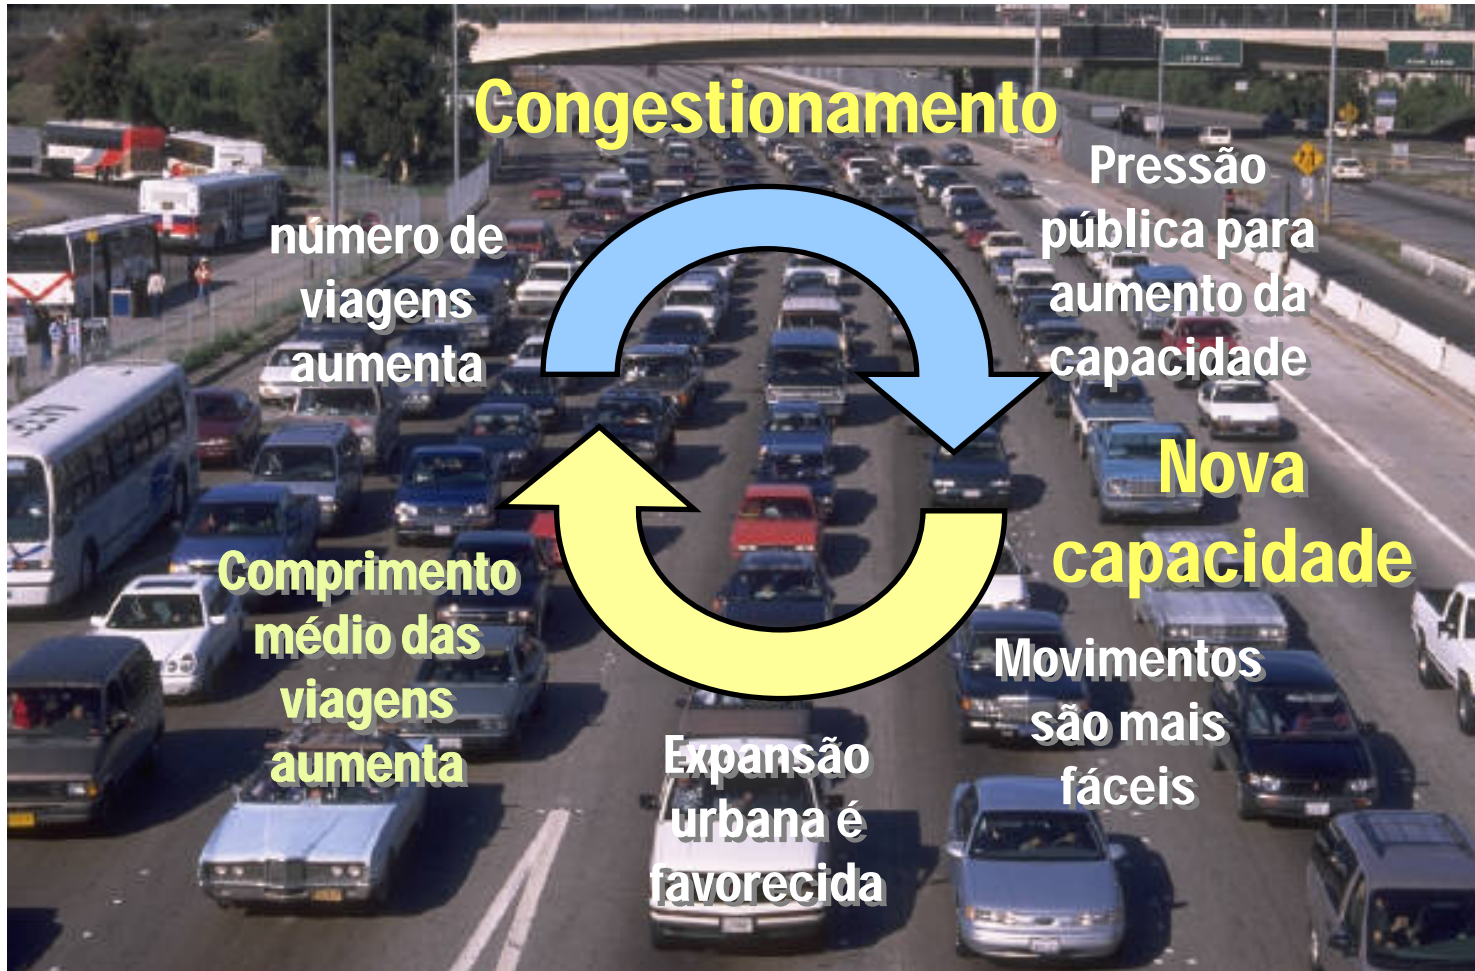 Congestionamento
Pressão
pública para
aumento da
capacidade
Nova
capacidade
Movimentos
são mais
fáceis
Expansão
urbana é
favorecida
Comprimento
médio das
viagens
aumenta
número de
viagens
aumenta